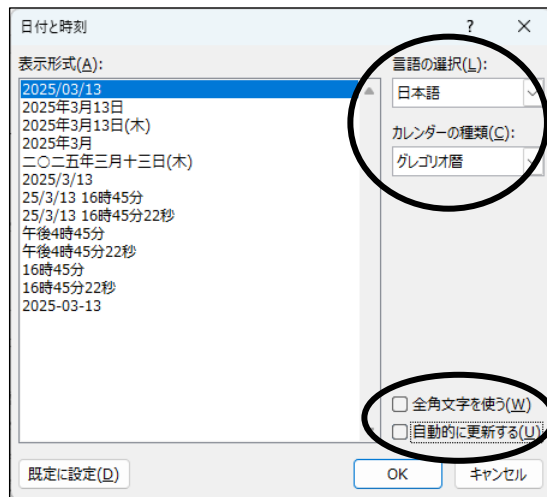 日付と時刻
?
×
表示形式(A):
2025/03/13
2025年3月13日
2025年3月13日(木)
2025年3月
二〇二五年三月十三日(木)
2025/3/13
25/3/13 16時45分
25/3/13 16時45分22秒
午後4時45分
午後4時45分22秒
16時45分
16時45分22秒
2025-03-13
言語の選択(L):
日本語
カレンダーの種類(C):
グレゴリオ暦
全角文字を使う(W)
自動的に更新する(U)
既定に設定(D)
OK
キャンセル